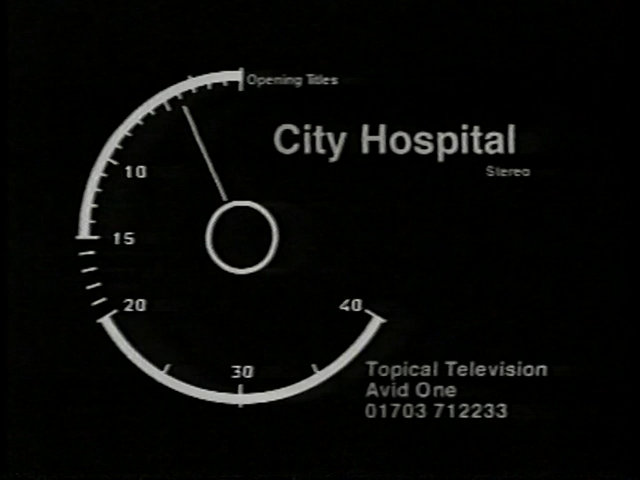 Opening Titles
City Hospital
Stereo
10
15
20
40
30
Topical Television
Avid One
01703 712233